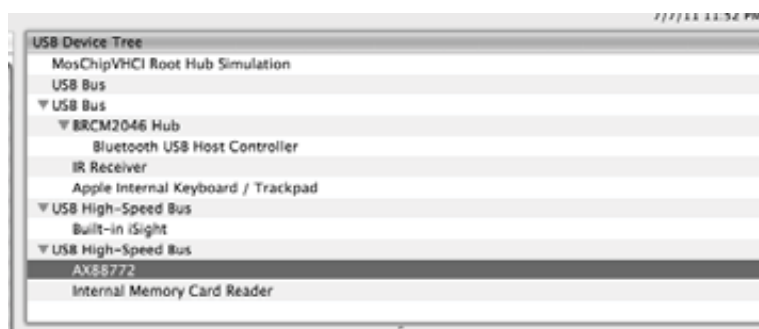 7/7/11 11:52 PM
USB Device Tree
MosChipVHCI Root Hub Simulation
USB Bus
USB Bus
BRCM2046 Hub
Bluetooth USB Host Controller
IR Receiver
Apple Internal Keyboard / Trackpad
USB High-Speed Bus
Built-in iSight
USB High-Speed Bus
AX88772
Internal Memory Card Reader